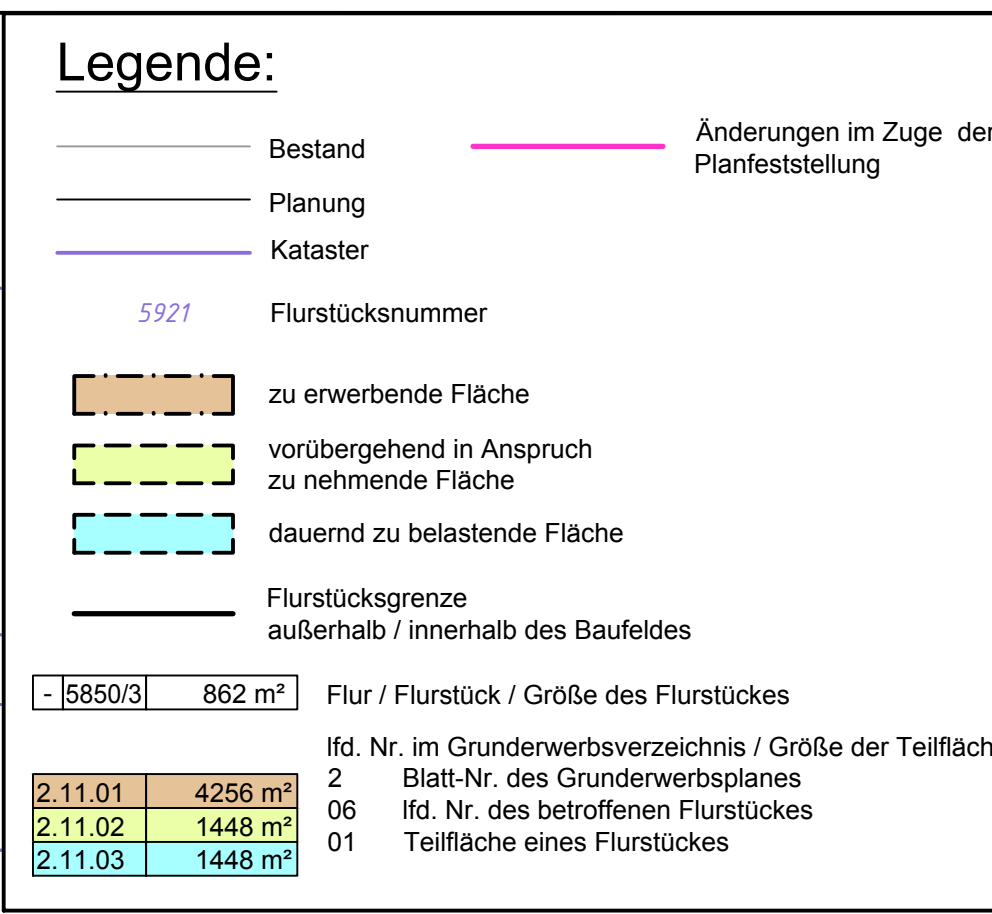 Legende:
Bestand
Änderungen im Zuge der
Planfeststellung
Planung
Kataster
5921 Flurstücksnummer
zu erwerbende Fläche
vorübergehend in Anspruch
zu nehmende Fläche
dauernd zu belastende Fläche
Flurstücksgrenze
außerhalb / innerhalb des Baufeldes
- 5850/3 862 m² Flur / Flurstück / Größe des Flurstückes
lfd. Nr. im Grunderwerbsverzeichnis / Größe der Teilfläch
2 Blatt-Nr. des Grunderwerbsplanes
06 lfd. Nr. des betroffenen Flurstückes
01 Teilfläche eines Flurstückes
2.11.01 4256 m²
2.11.02 1448 m²
2.11.03 1448 m²